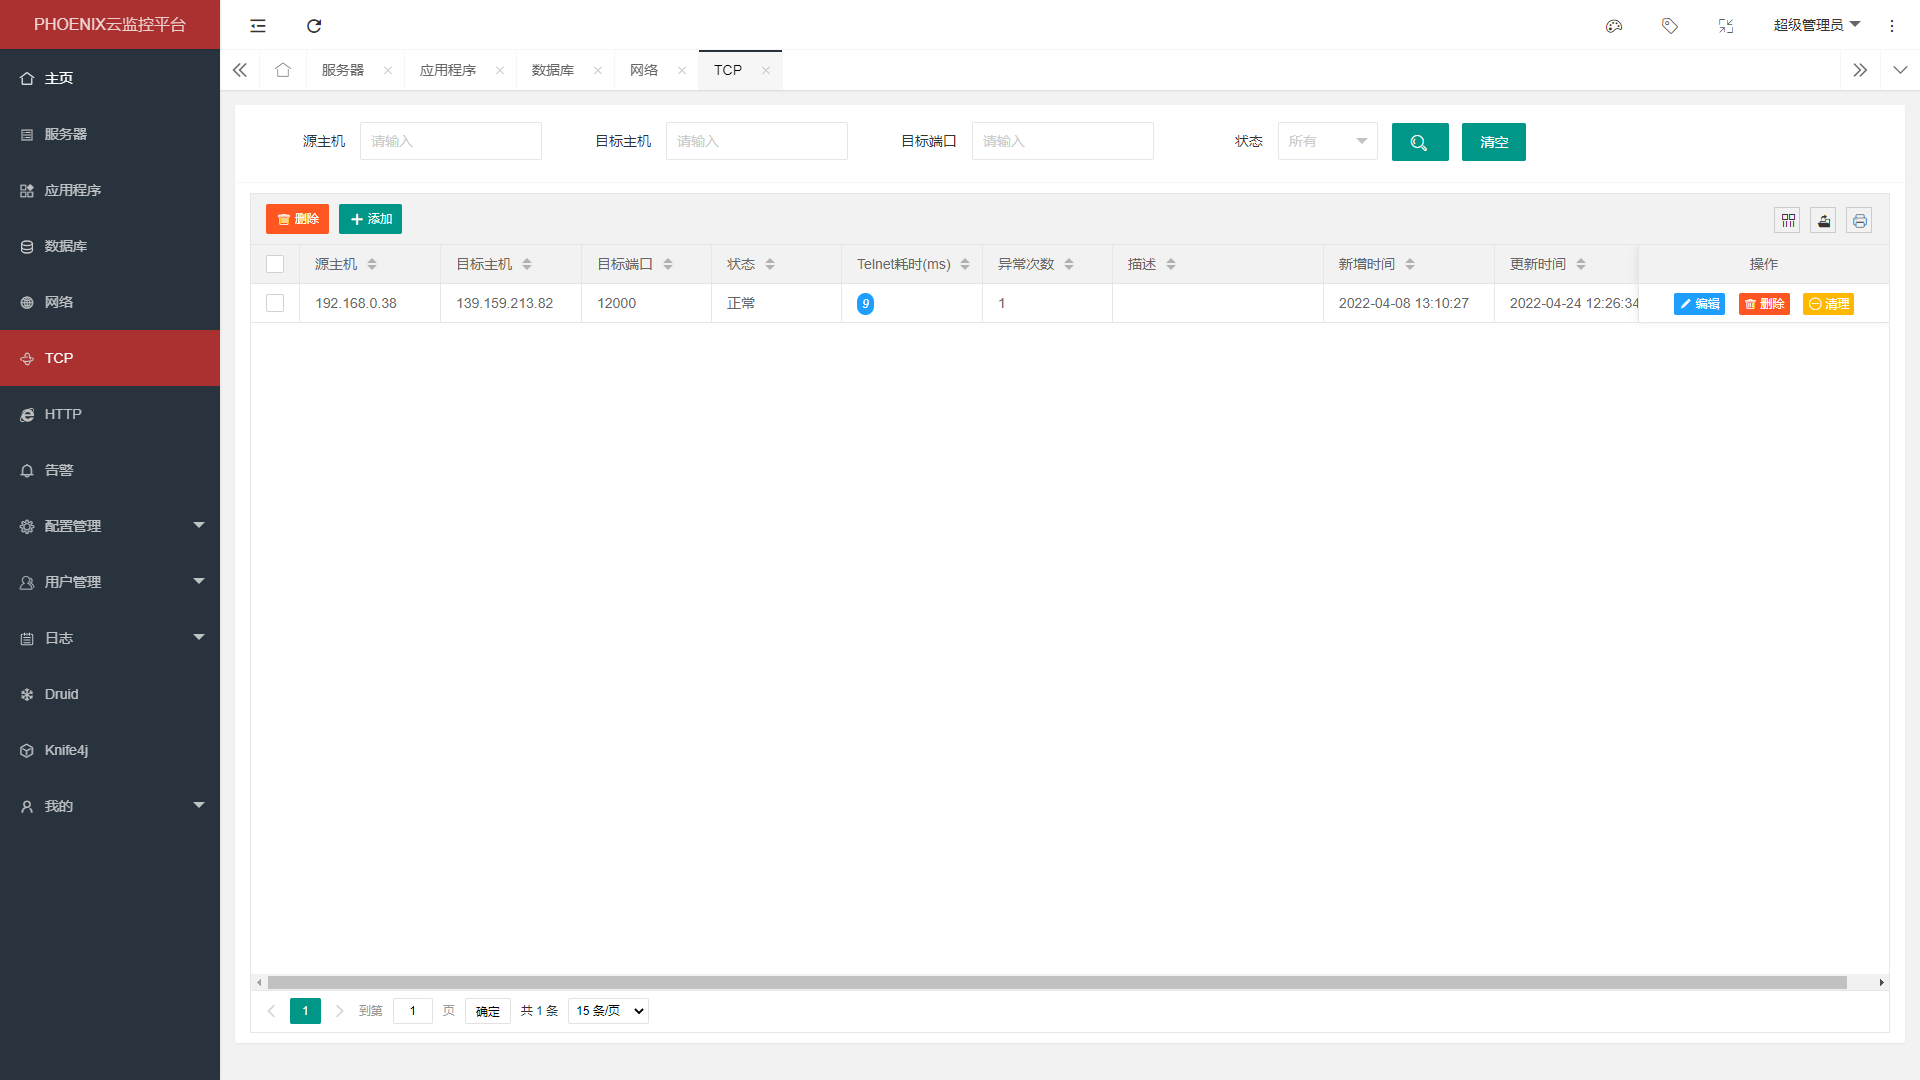 PHOENIX云监控平台
超级管理员
主页
服务器
应用程序
数据库
网络
TCP
HTTP
告警
配置管理
用户管理
日志
Druid
Knife4j
我的
服务器 应用程序 数据库 网络 TCP
源主机 请输入 目标主机 请输入 目标端口 请输入 状态 所有 清空
删除 添加
源主机 目标主机 目标端口 状态 Telnet耗时(ms) 异常次数 描述 新增时间 更新时间 操作
192.168.0.38 139.159.213.82 12000 正常 9 1 2022-04-08 13:10:27 2022-04-24 12:26:34 编辑 删除 清理
1 到第 1 页 确定 共 1 条 15 条/页